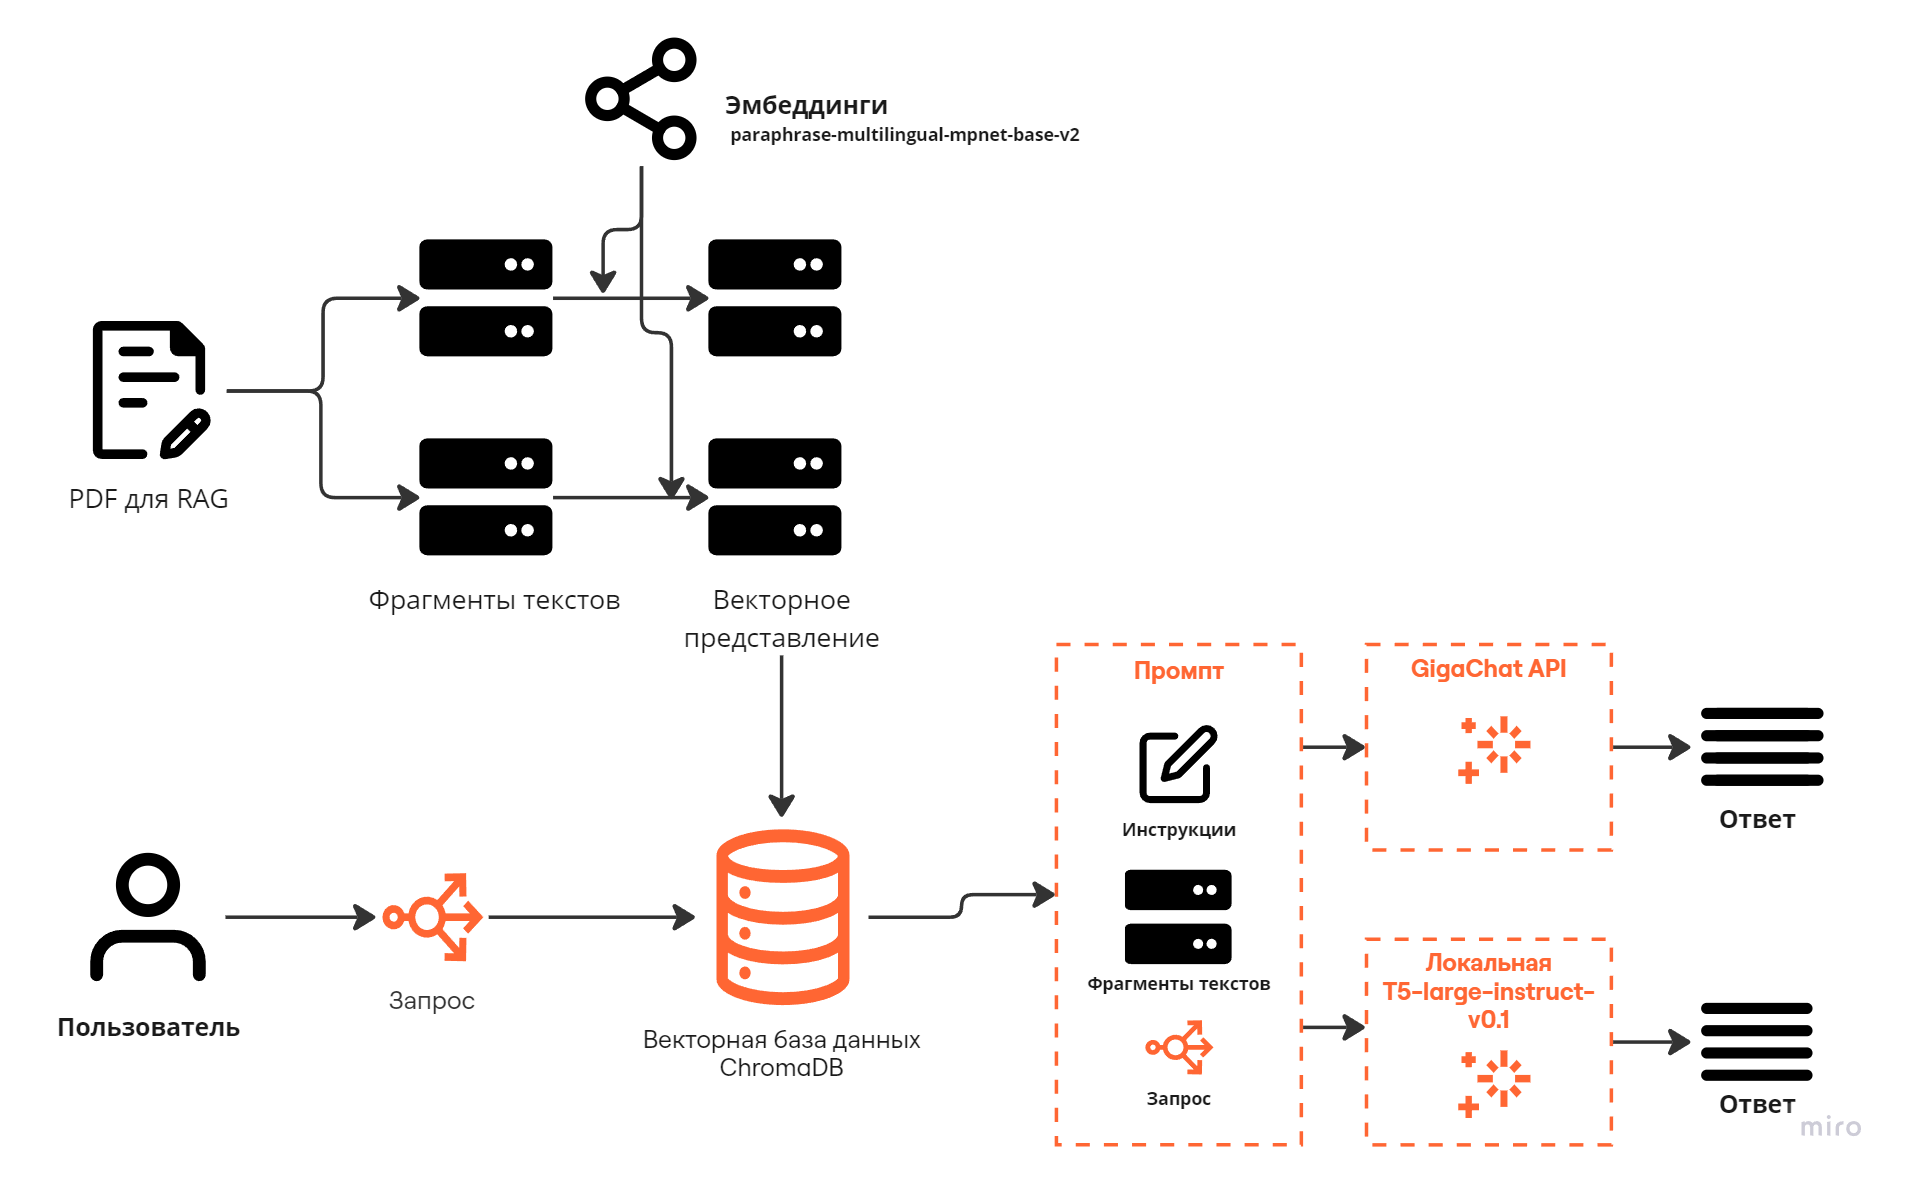 Эмбеддинги
paraphrase-multilingual-mpnet-base-v2
PDF для RAG
Фрагменты текстов
Векторное
представление
Пользователь
Запрос
Векторная база данных
ChromaDB
Промпт
Инструкции
Фрагменты текстов
Запрос
GigaChat API
Ответ
Локальная
T5-large-instruct-
v0.1
Ответ
miro